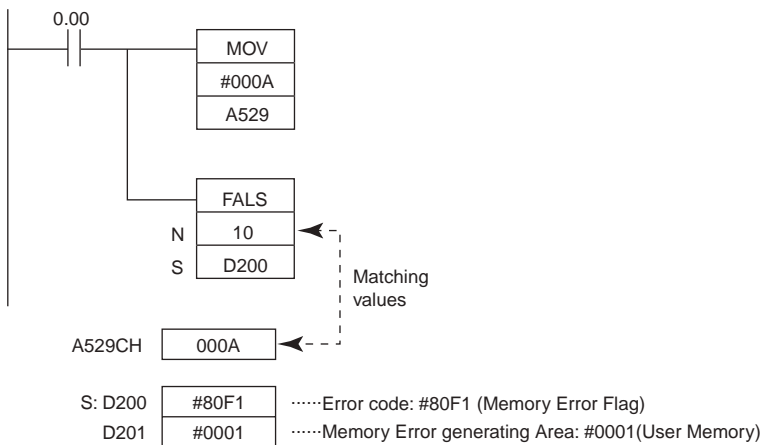 0.00
MOV
#000A
A529
FALS
N 10
S D200
Matching
values
A529CH 000A
S: D200 #80F1 ······Error code: #80F1 (Memory Error Flag)
D201 #0001 ······Memory Error generating Area: #0001(User Memory)